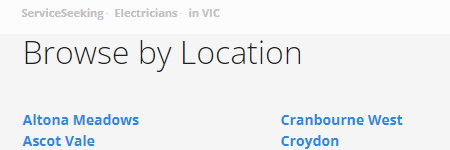 ServiceSeeking · Electricians · in VIC
Browse by Location
Altona Meadows Cranbourne West
Ascot Vale Croydon